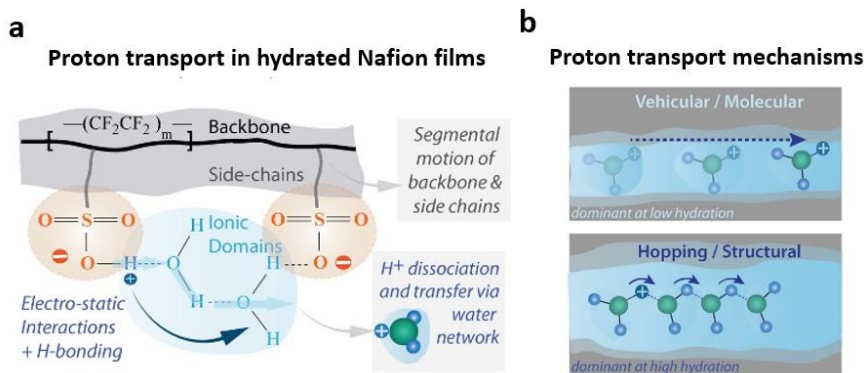 a
Proton transport in hydrated Nafion films
[—(CF₂CF₂)ₘ—]
Backbone
Side-chains
Segmental
motion of
backbone &
side chains
O=S=O
O=S=O
O—H
O
H
Ionic
Domains
H
H
O
H
O
Electro-static
Interactions
+ H-bonding
H⁺ dissociation
and transfer via
water
network
b
Proton transport mechanisms
Vehicular / Molecular
dominant at low hydration
Hopping / Structural
dominant at high hydration